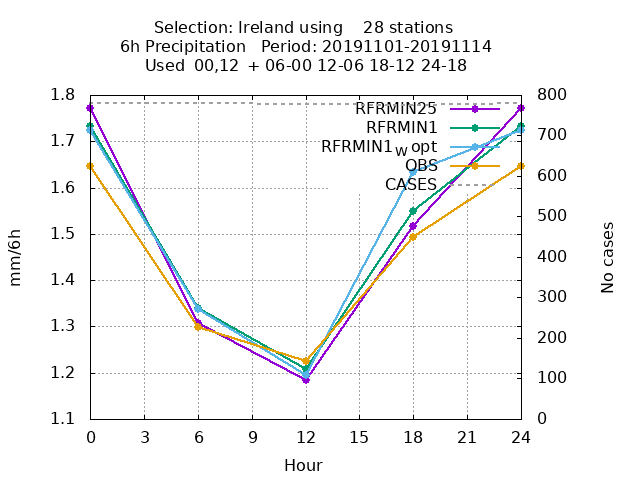 Selection: Ireland using    28 stations
6h Precipitation   Period: 20191101-20191114
Used  00,12  + 06-00 12-06 18-12 24-18
1.8
1.7
1.6
1.5
1.4
1.3
1.2
1.1
800
700
600
500
400
300
200
100
0
RFRMIN25
RFRMIN1
RFRMIN1w opt
OBS
CASES
mm/6h
No cases
0 3 6 9 12 15 18 21 24
Hour